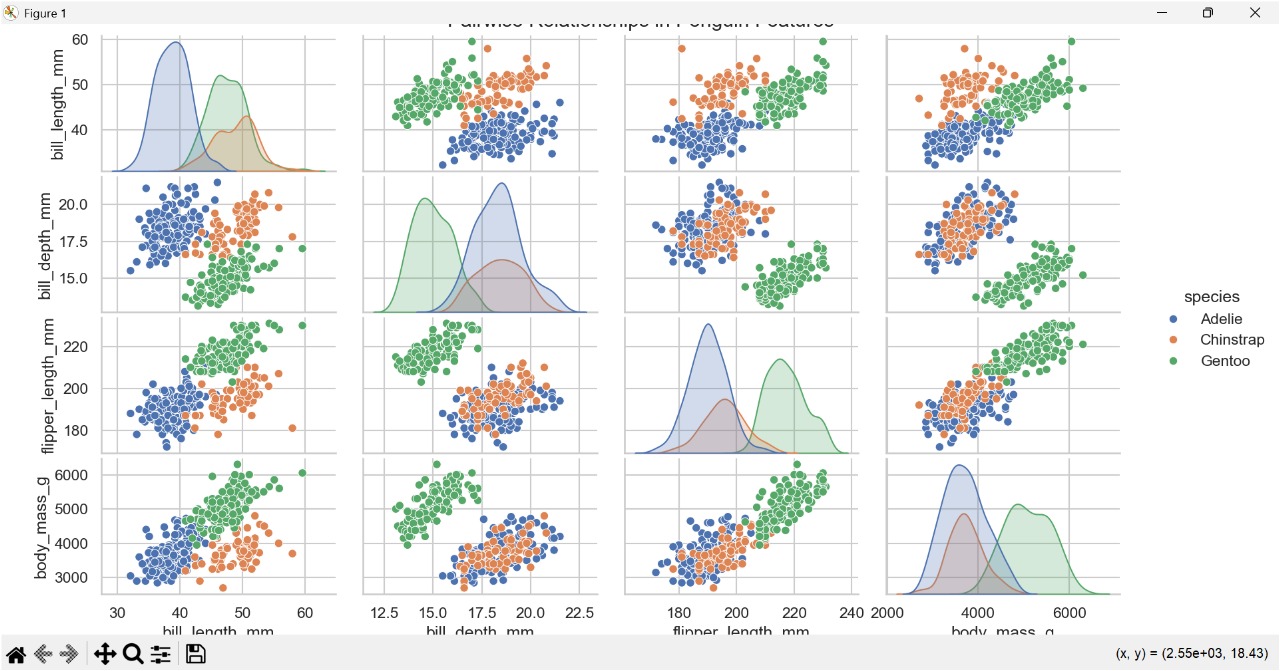 Figure 1
Pairwise Relationships in Penguin Features
bill_length_mm
60
50
40
bill_depth_mm
20.0
17.5
15.0
flipper_length_mm
220
200
180
body_mass_g
6000
5000
4000
3000
30 40 50 60
12.5 15.0 17.5 20.0 22.5
180 200 220 240
2000 4000 6000
bill_length_mm
bill_depth_mm
flipper_length_mm
body_mass_g
species
Adelie
Chinstrap
Gentoo
(x, y) = (2.55e+03, 18.43)